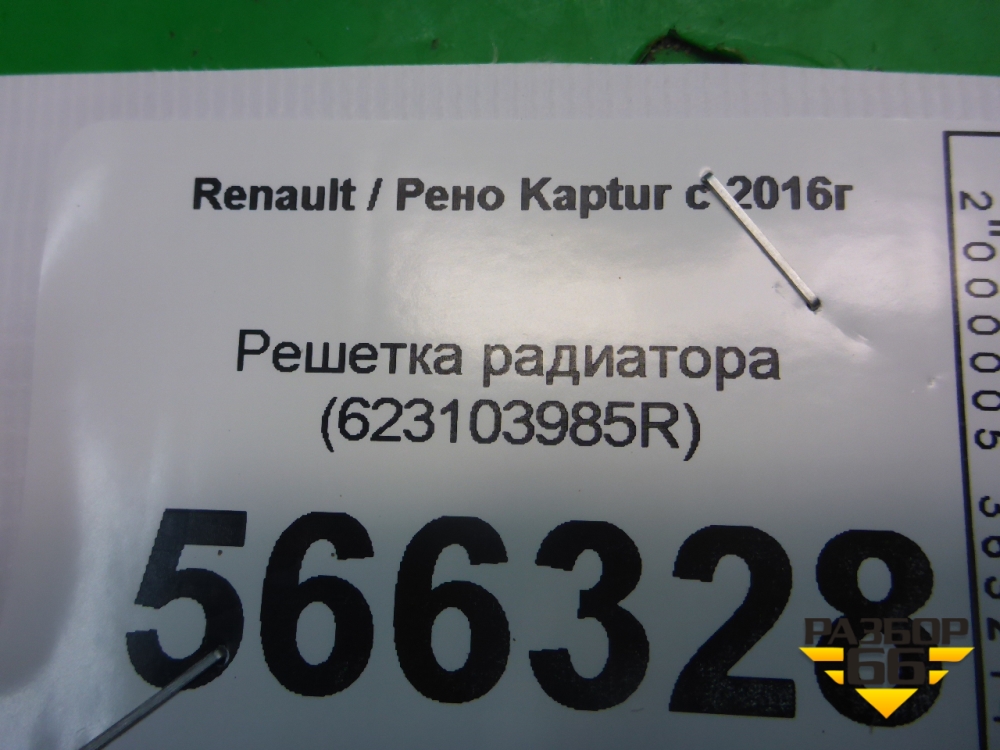 Renault / Рено Kaptur с 2016г
Решетка радиатора
(623103985R)
566328
РАЗБОР
66